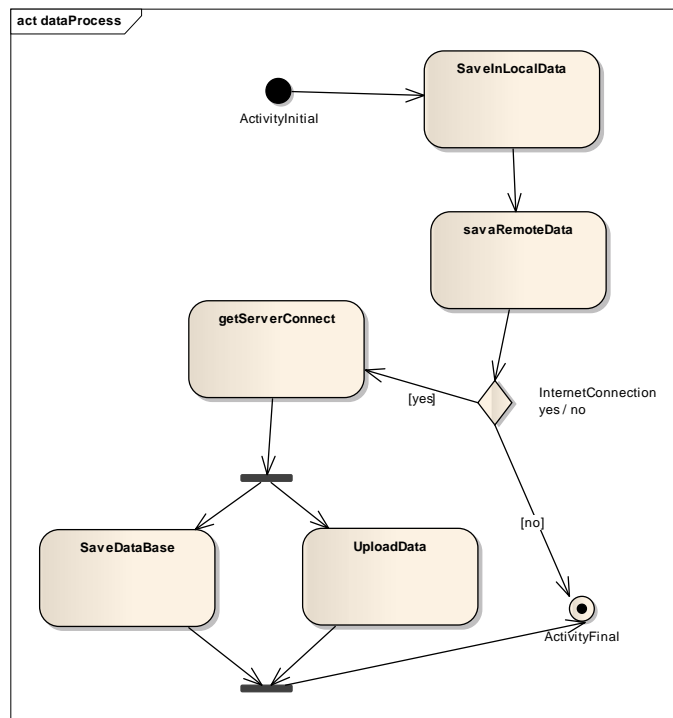 act dataProcess
SaveInLocalData
ActivityInitial
savaRemoteData
getServerConnect
InternetConnection
yes / no
[yes]
[no]
SaveDataBase
UploadData
ActivityFinal